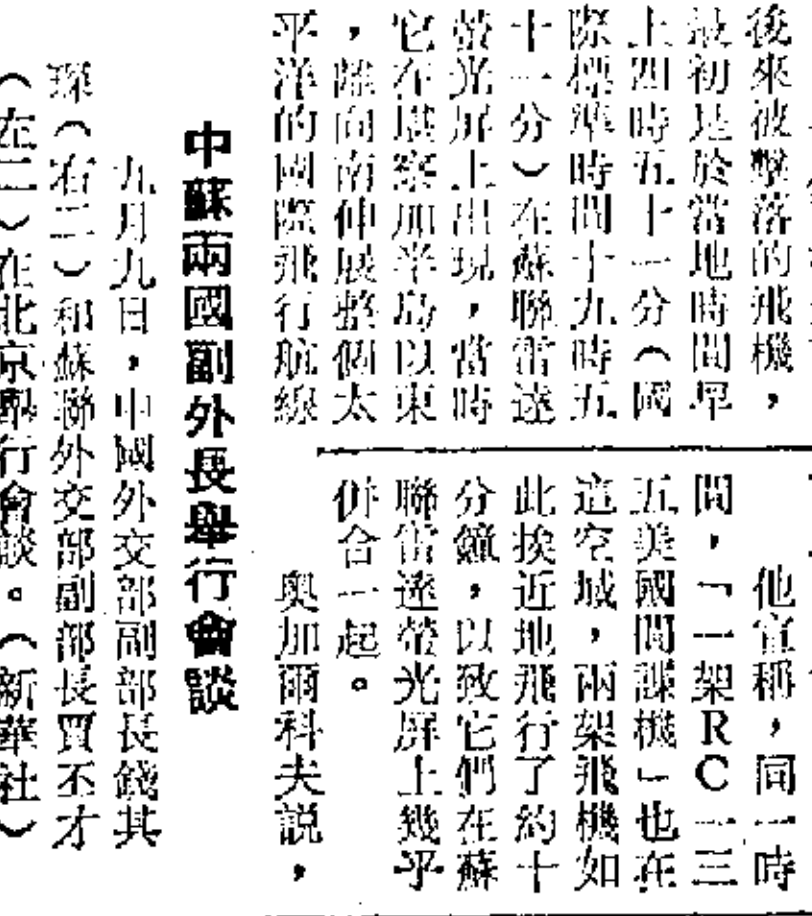 後來被擊落的飛機，
最初是於當地時間早
上四時五十一分（國
際標準時間十九時五
十一分）在蘇聯雷達
螢光屏上出現，當時
它在堪察加半島以東
，離向南伸展整個太
平洋的國際飛行航線
他宣稱，同一時
間，「一架RC一三
五美國間諜機」也在
這空域，兩架飛機如
此挨近地飛行了約十
分鐘，以致它們在蘇
聯雷達螢光屏上幾乎
併合一起。
奧加爾科夫說，
中蘇兩國副外長舉行會談
九月九日，中國外交部副部長錢其
琛（右二）和蘇聯外交部副部長賈丕才
（左二）在北京舉行會談。（新華社）